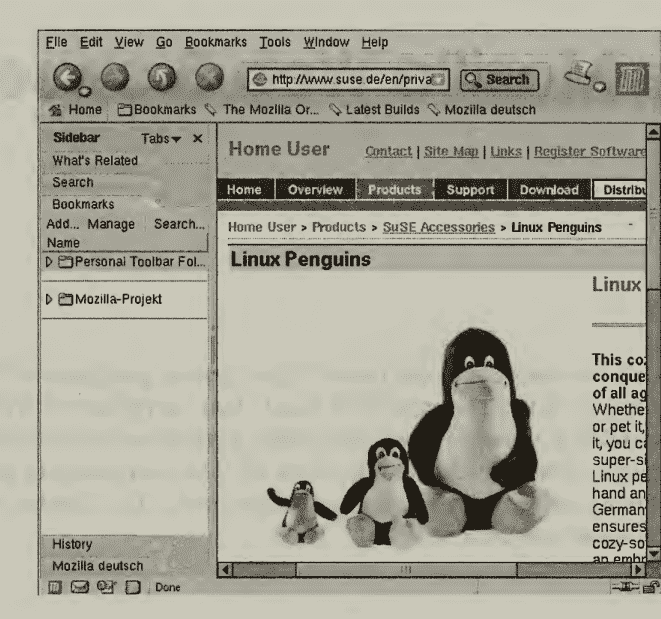 File Edit View Go Bookmarks Tools Window Help
http://www.suse.de/en/priva Search
Home Bookmarks The Mozilla Or... Latest Builds Mozilla deutsch
Sidebar Tabs
What's Related
Search
Bookmarks
Add... Manage Search...
Name
Personal Toolbar Fol...
Mozilla-Projekt
History
Mozilla deutsch
Done
Home User Contact | Site Map | Links | Register Software
Home Overview Products Support Download Distribu
Home User > Products > SuSE Accessories > Linux Penguins
Linux Penguins
Linux
This co
conque
of all ag
Whethe
or pet it,
it, you ca
super-si
Linux pe
hand an
German
ensures
cozy-so
an embr